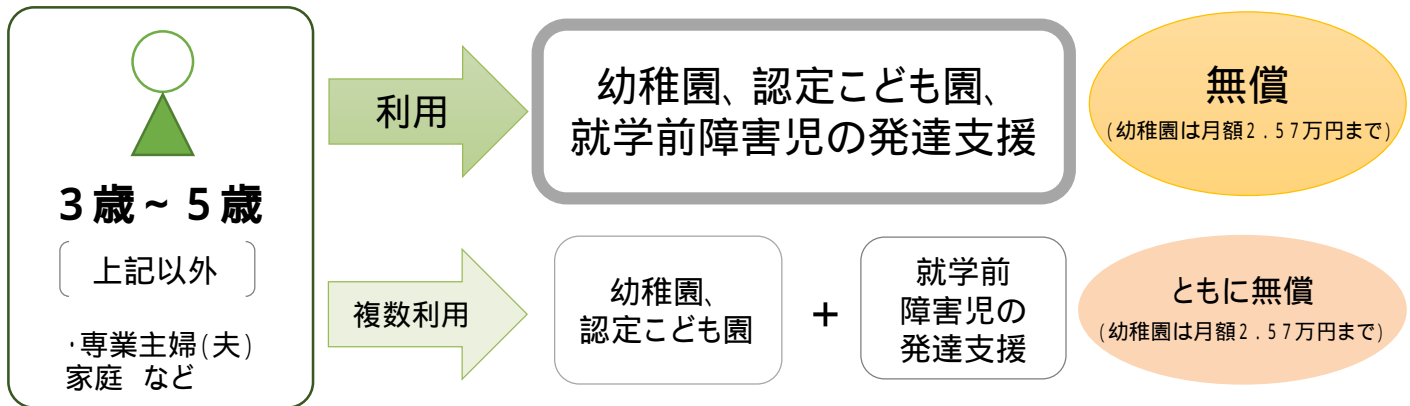 3歳~5歳
上記以外
・専業主婦(夫)
家庭 など
利用
幼稚園、認定こども園、
就学前障害児の発達支援
無償
(幼稚園は月額2.57万円まで)
複数利用
幼稚園、
認定こども園
+
就学前
障害児の
発達支援
ともに無償
(幼稚園は月額2.57万円まで)